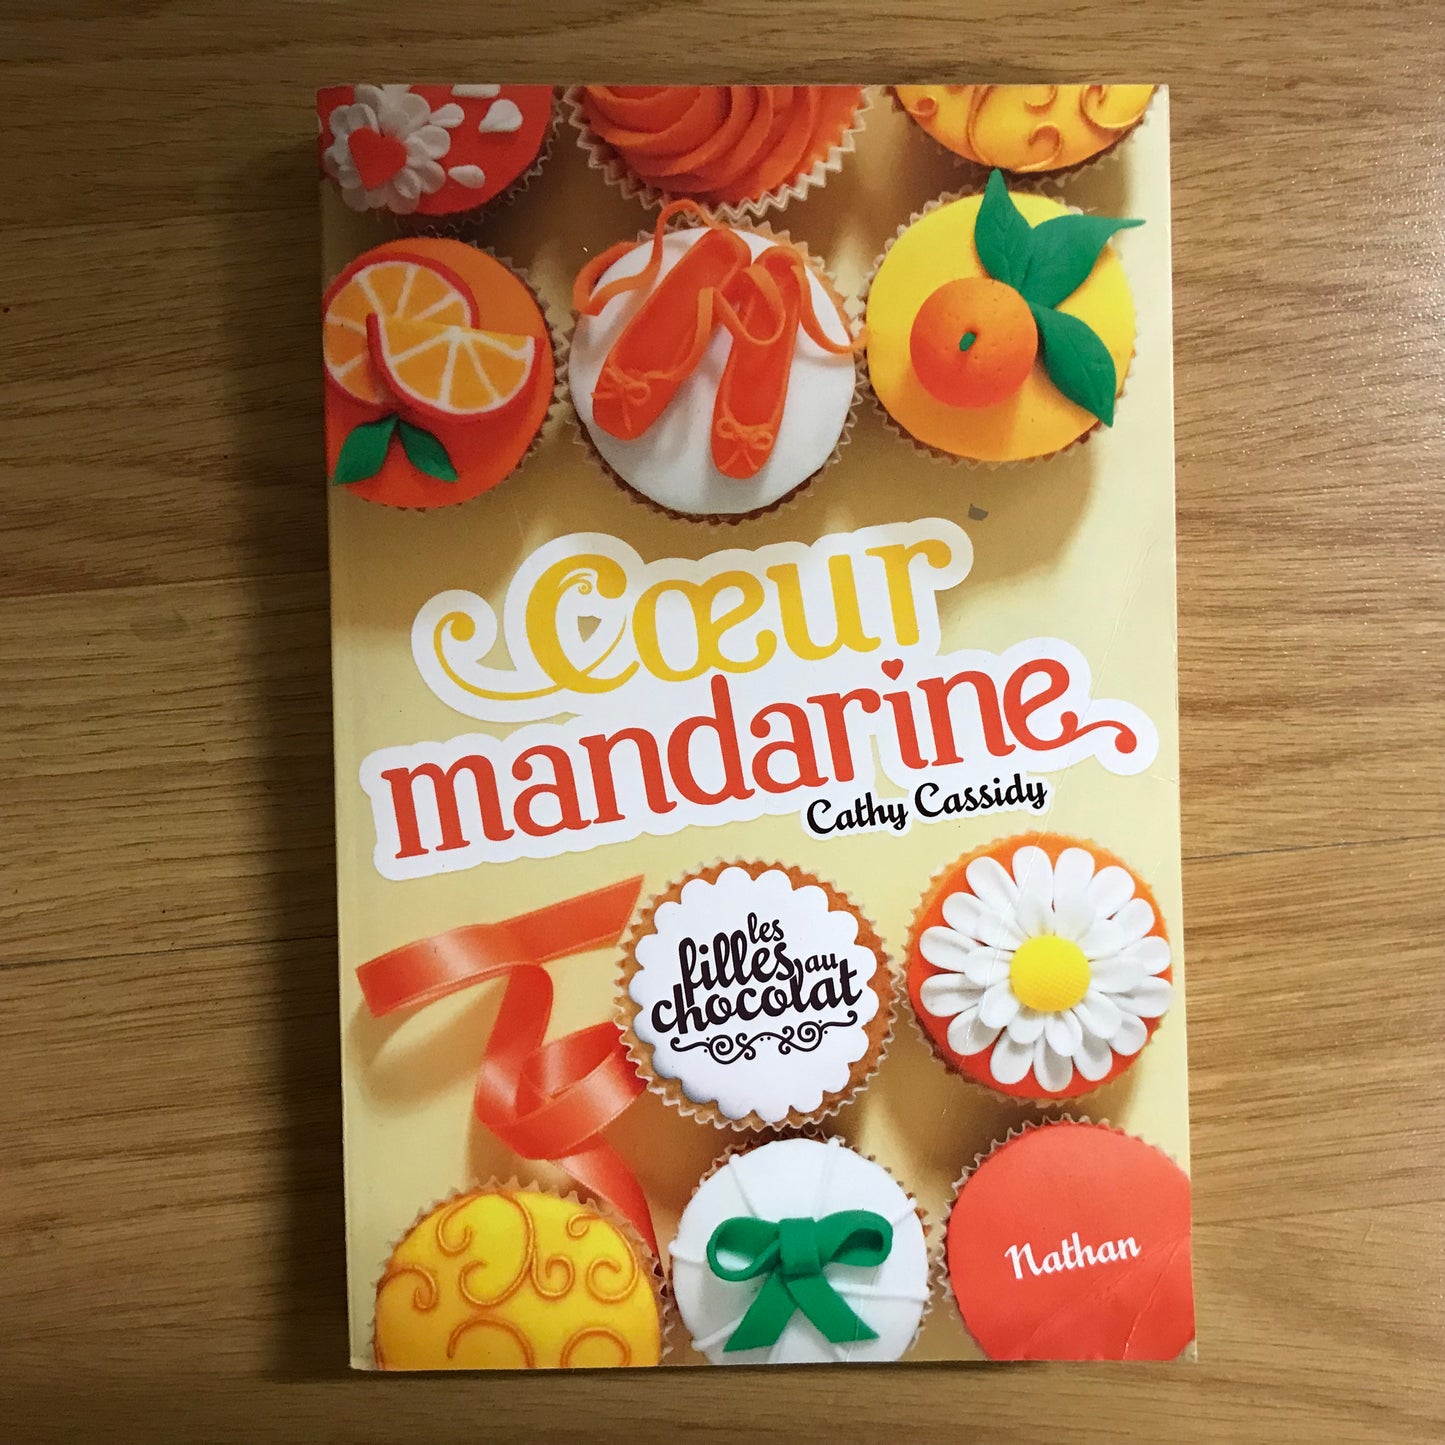 Cœur
mandarine
Cathy Cassidy
les
filles au
chocolat
Nathan